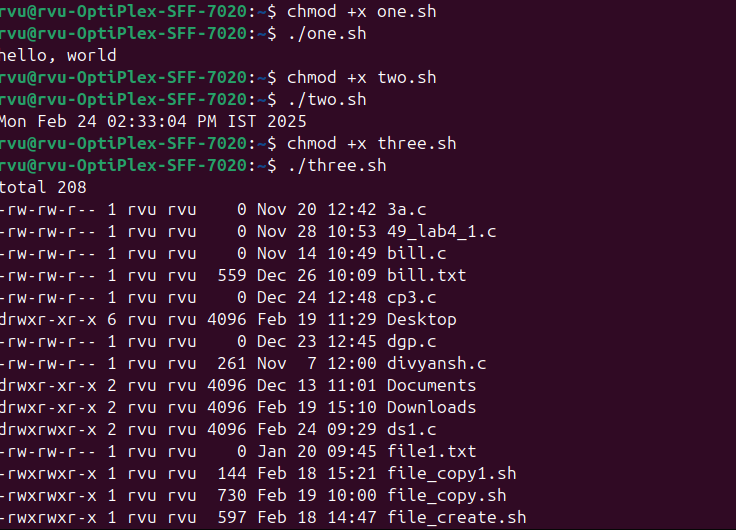 rvu@rvu-OptiPlex-SFF-7020:~$ chmod +x one.sh
rvu@rvu-OptiPlex-SFF-7020:~$ ./one.sh
hello, world
rvu@rvu-OptiPlex-SFF-7020:~$ chmod +x two.sh
rvu@rvu-OptiPlex-SFF-7020:~$ ./two.sh
Mon Feb 24 02:33:04 PM IST 2025
rvu@rvu-OptiPlex-SFF-7020:~$ chmod +x three.sh
rvu@rvu-OptiPlex-SFF-7020:~$ ./three.sh
total 208
-rw-rw-r-- 1 rvu rvu    0 Nov 20 12:42 3a.c
-rw-rw-r-- 1 rvu rvu    0 Nov 28 10:53 49_lab4_1.c
-rw-rw-r-- 1 rvu rvu    0 Nov 14 10:49 bill.c
-rw-rw-r-- 1 rvu rvu  559 Dec 26 10:09 bill.txt
-rw-rw-r-- 1 rvu rvu    0 Dec 24 12:48 cp3.c
drwxr-xr-x 6 rvu rvu 4096 Feb 19 11:29 Desktop
-rw-rw-r-- 1 rvu rvu    0 Dec 23 12:45 dgp.c
-rw-rw-r-- 1 rvu rvu  261 Nov  7 12:00 divyansh.c
drwxr-xr-x 2 rvu rvu 4096 Dec 13 11:01 Documents
drwxr-xr-x 2 rvu rvu 4096 Feb 19 15:10 Downloads
drwxrwxr-x 2 rvu rvu 4096 Feb 24 09:29 ds1.c
-rw-rw-r-- 1 rvu rvu    0 Jan 20 09:45 file1.txt
-rwxrwxr-x 1 rvu rvu  144 Feb 18 15:21 file_copy1.sh
-rwxrwxr-x 1 rvu rvu  730 Feb 19 10:00 file_copy.sh
-rwxrwxr-x 1 rvu rvu  597 Feb 18 14:47 file_create.sh